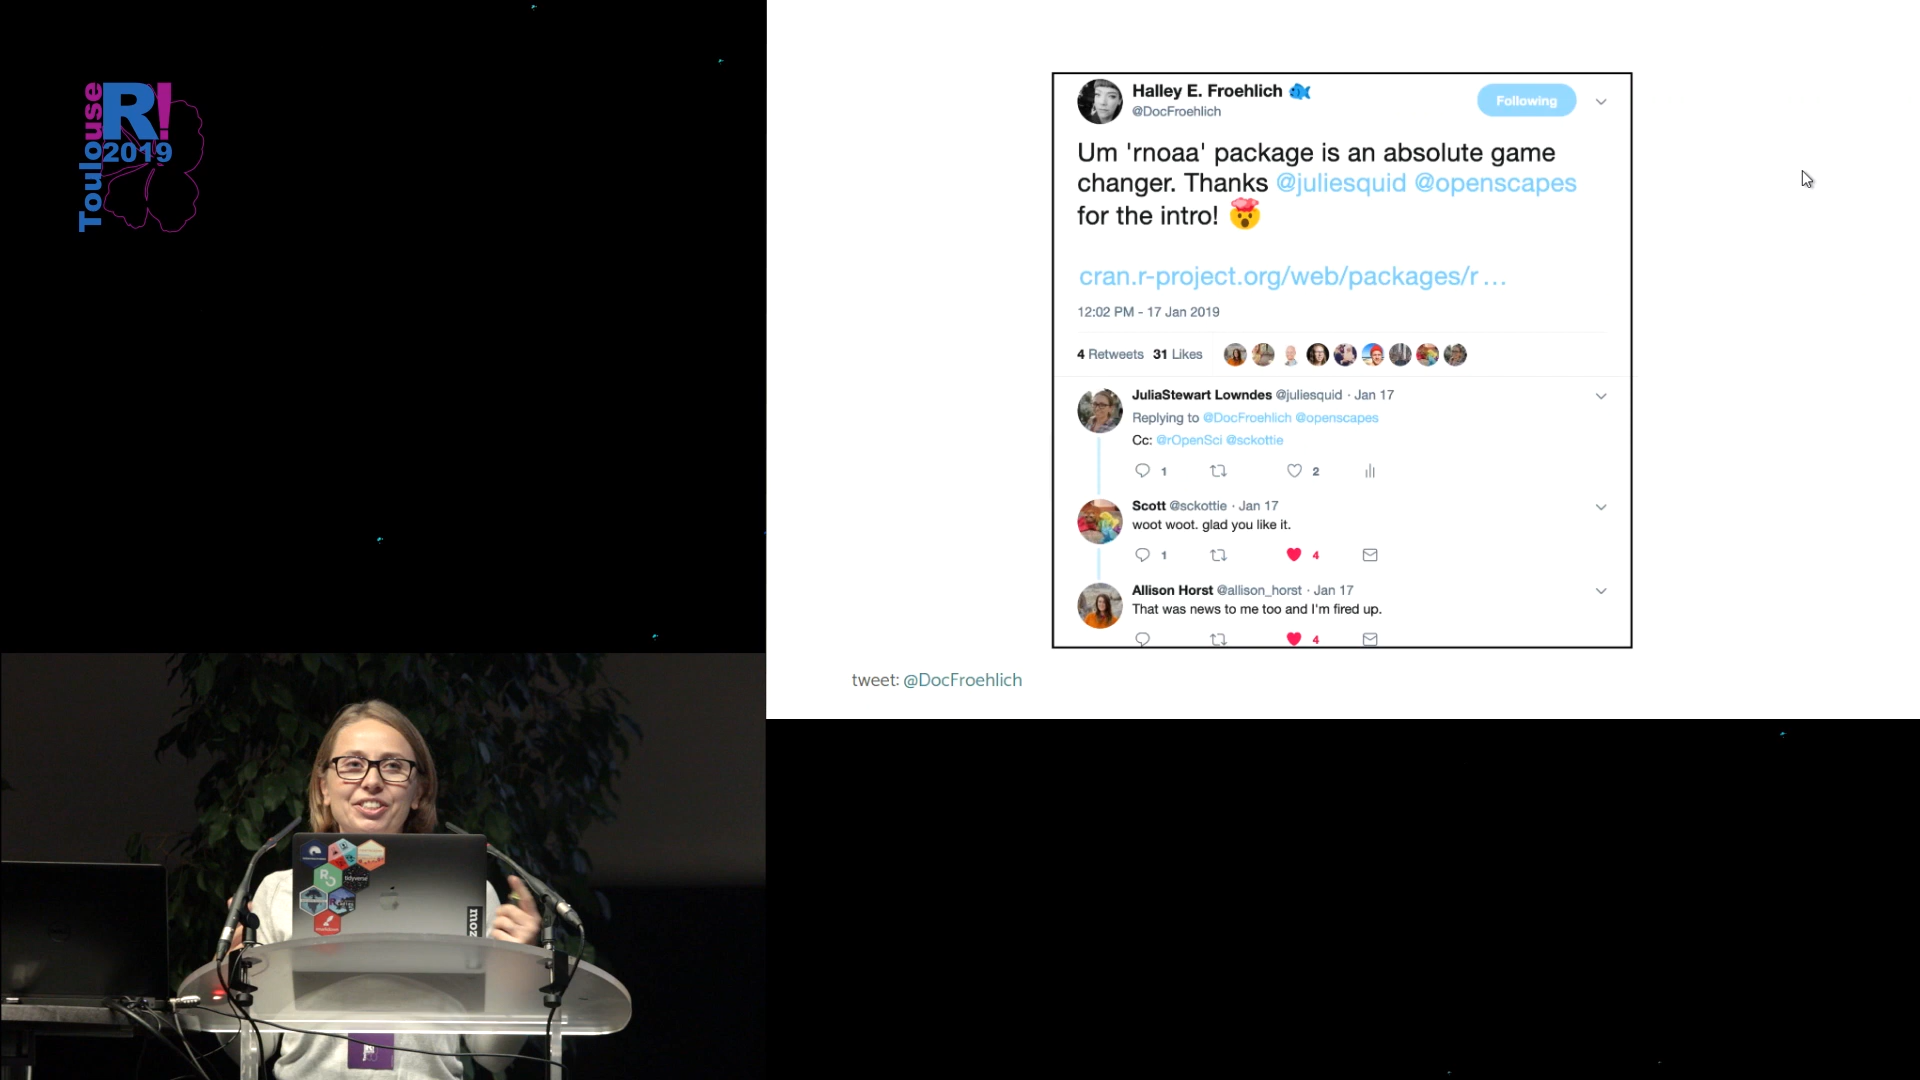 Toulouse
R!
2019
Halley E. Froehlich
@DocFroehlich
Following
Um 'rnoaa' package is an absolute game
changer. Thanks @juliesquid @openscapes
for the intro!
cran.r-project.org/web/packages/r…
12:02 PM - 17 Jan 2019
4 Retweets 31 Likes
JuliaStewart Lowndes @juliesquid · Jan 17
Replying to @DocFroehlich @openscapes
Cc: @rOpenSci @sckottie
1 2
Scott @sckottie · Jan 17
woot woot. glad you like it.
1 4
Allison Horst @allison_horst · Jan 17
That was news to me too and I'm fired up.
4
tweet: @DocFroehlich
tidyverse
moz